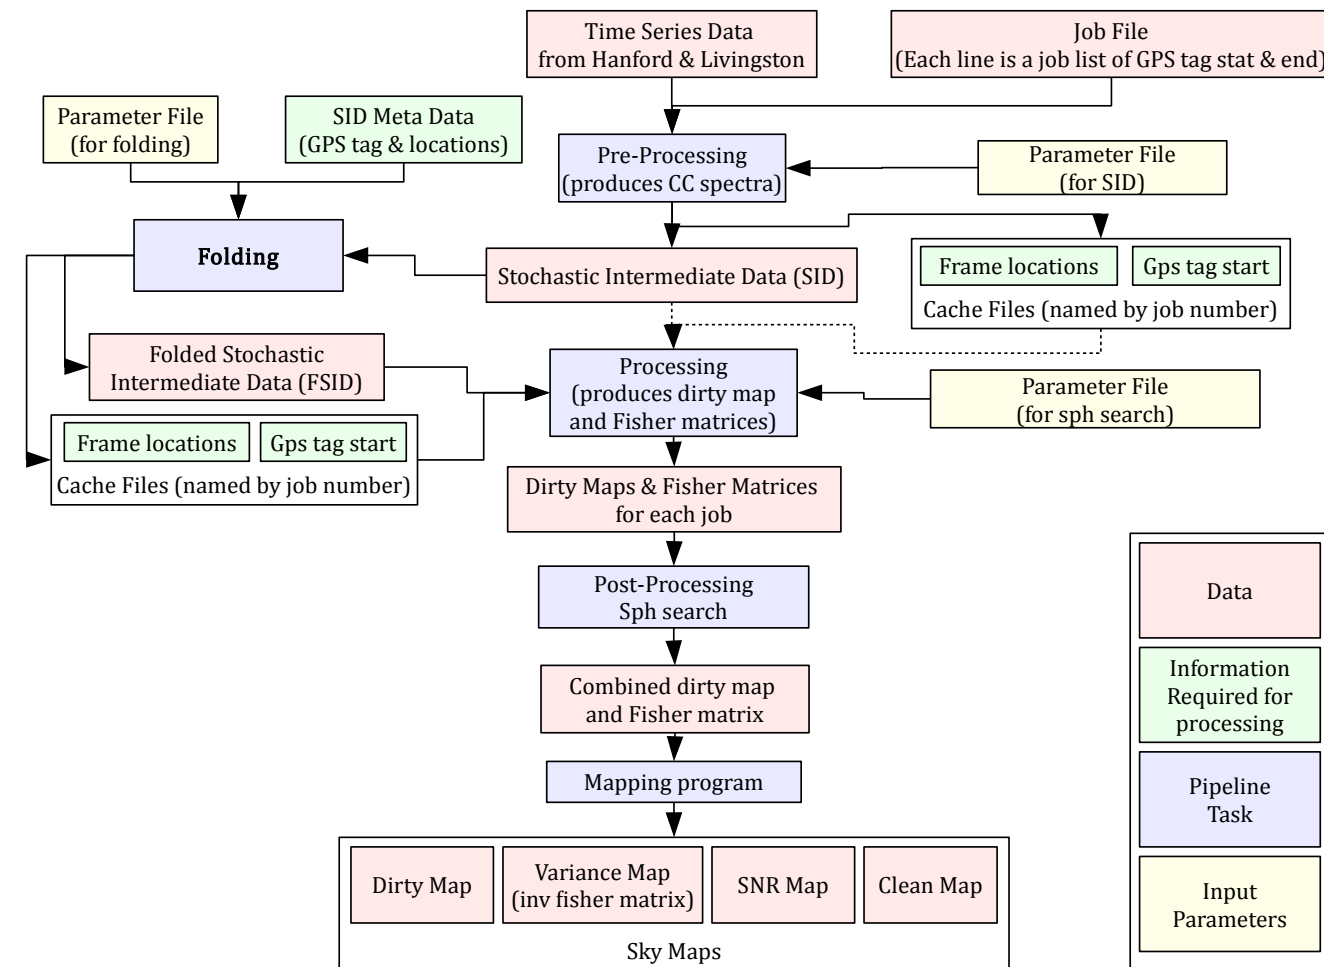 Time Series Data
from Hanford & Livingston
Job File
(Each line is a job list of GPS tag stat & end)
Parameter File
(for folding)
SID Meta Data
(GPS tag & locations)
Pre-Processing
(produces CC spectra)
Parameter File
(for SID)
Folding
Stochastic Intermediate Data (SID)
Frame locations
Gps tag start
Cache Files (named by job number)
Folded Stochastic
Intermediate Data (FSID)
Processing
(produces dirty map
and Fisher matrices)
Parameter File
(for sph search)
Frame locations
Gps tag start
Cache Files (named by job number)
Dirty Maps & Fisher Matrices
for each job
Post-Processing
Sph search
Combined dirty map
and Fisher matrix
Mapping program
Dirty Map
Variance Map
(inv fisher matrix)
SNR Map
Clean Map
Sky Maps
Data
Information
Required for
processing
Pipeline
Task
Input
Parameters